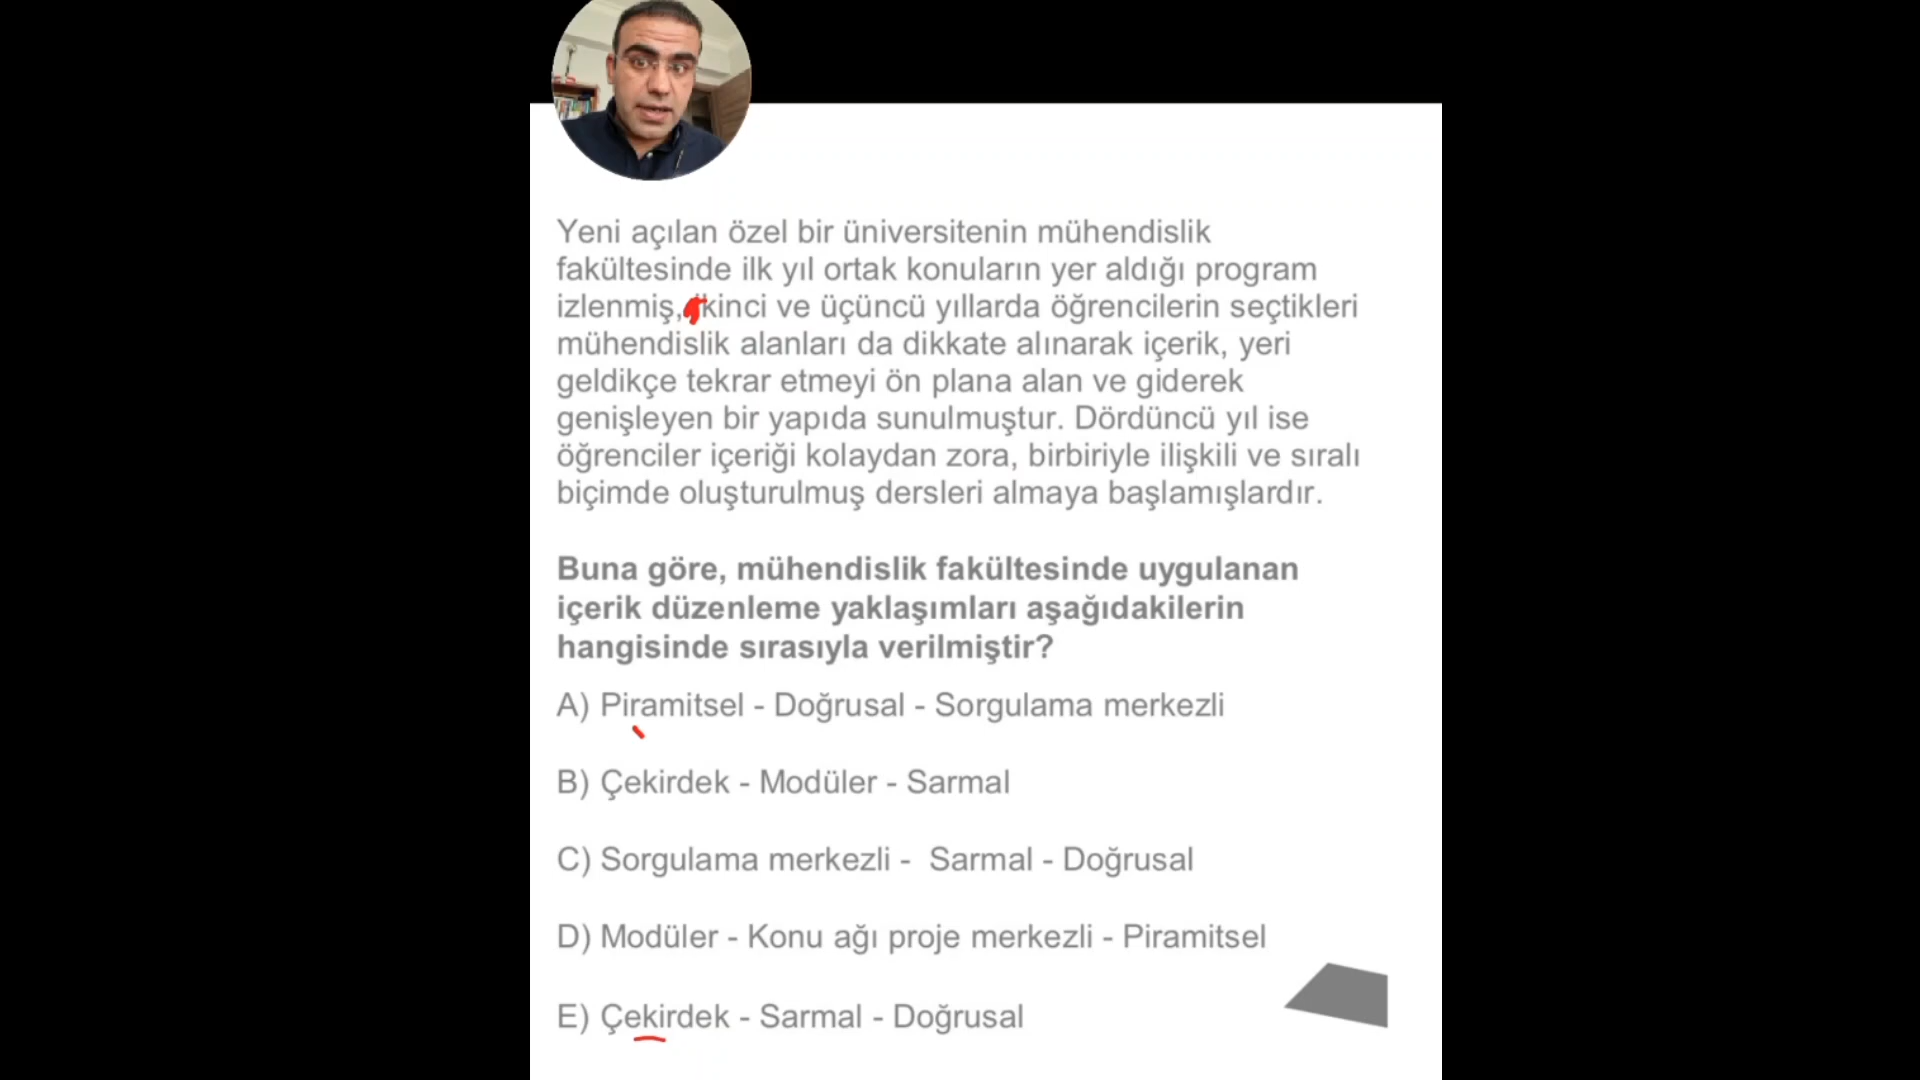 Yeni açılan özel bir üniversitenin mühendislik
fakültesinde ilk yıl ortak konuların yer aldığı program
izlenmiş, ikinci ve üçüncü yıllarda öğrencilerin seçtikleri
mühendislik alanları da dikkate alınarak içerik, yeri
geldikçe tekrar etmeyi ön plana alan ve giderek
genişleyen bir yapıda sunulmuştur. Dördüncü yıl ise
öğrenciler içeriği kolaydan zora, birbiriyle ilişkili ve sıralı
biçimde oluşturulmuş dersleri almaya başlamışlardır.
Buna göre, mühendislik fakültesinde uygulanan
içerik düzenleme yaklaşımları aşağıdakilerin
hangisinde sırasıyla verilmiştir?
A) Piramitsel - Doğrusal - Sorgulama merkezli
B) Çekirdek - Modüler - Sarmal
C) Sorgulama merkezli - Sarmal - Doğrusal
D) Modüler - Konu ağı proje merkezli - Piramitsel
E) Çekirdek - Sarmal - Doğrusal